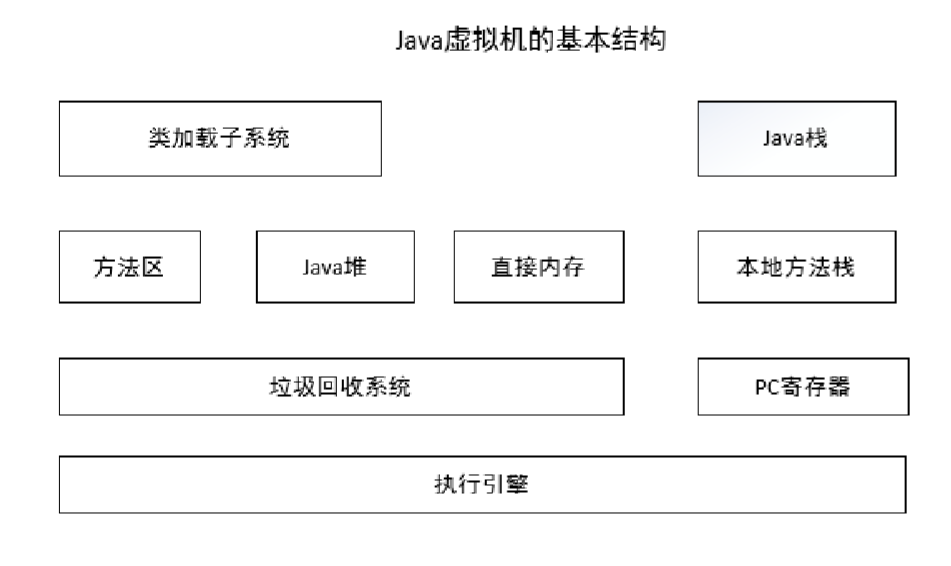 Java虚拟机的基本结构
类加载子系统
Java栈
方法区
Java堆
直接内存
本地方法栈
垃圾回收系统
PC寄存器
执行引擎